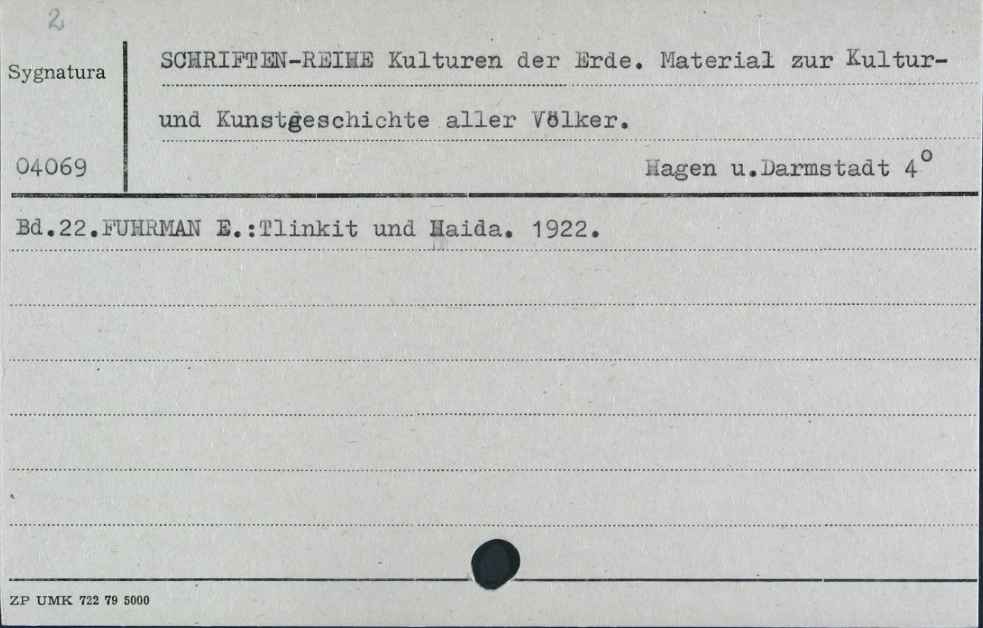 2
Sygnatura
SCHRIFTEN-REIHE Kulturen der Erde. Material zur Kultur-
und Kunstgeschichte aller Völker.
04069
Hagen u.Darmstadt 4°
Bd.22.FUHRMAN E.:Tlinkit und Haida. 1922.
ZP UMK 722 79 5000